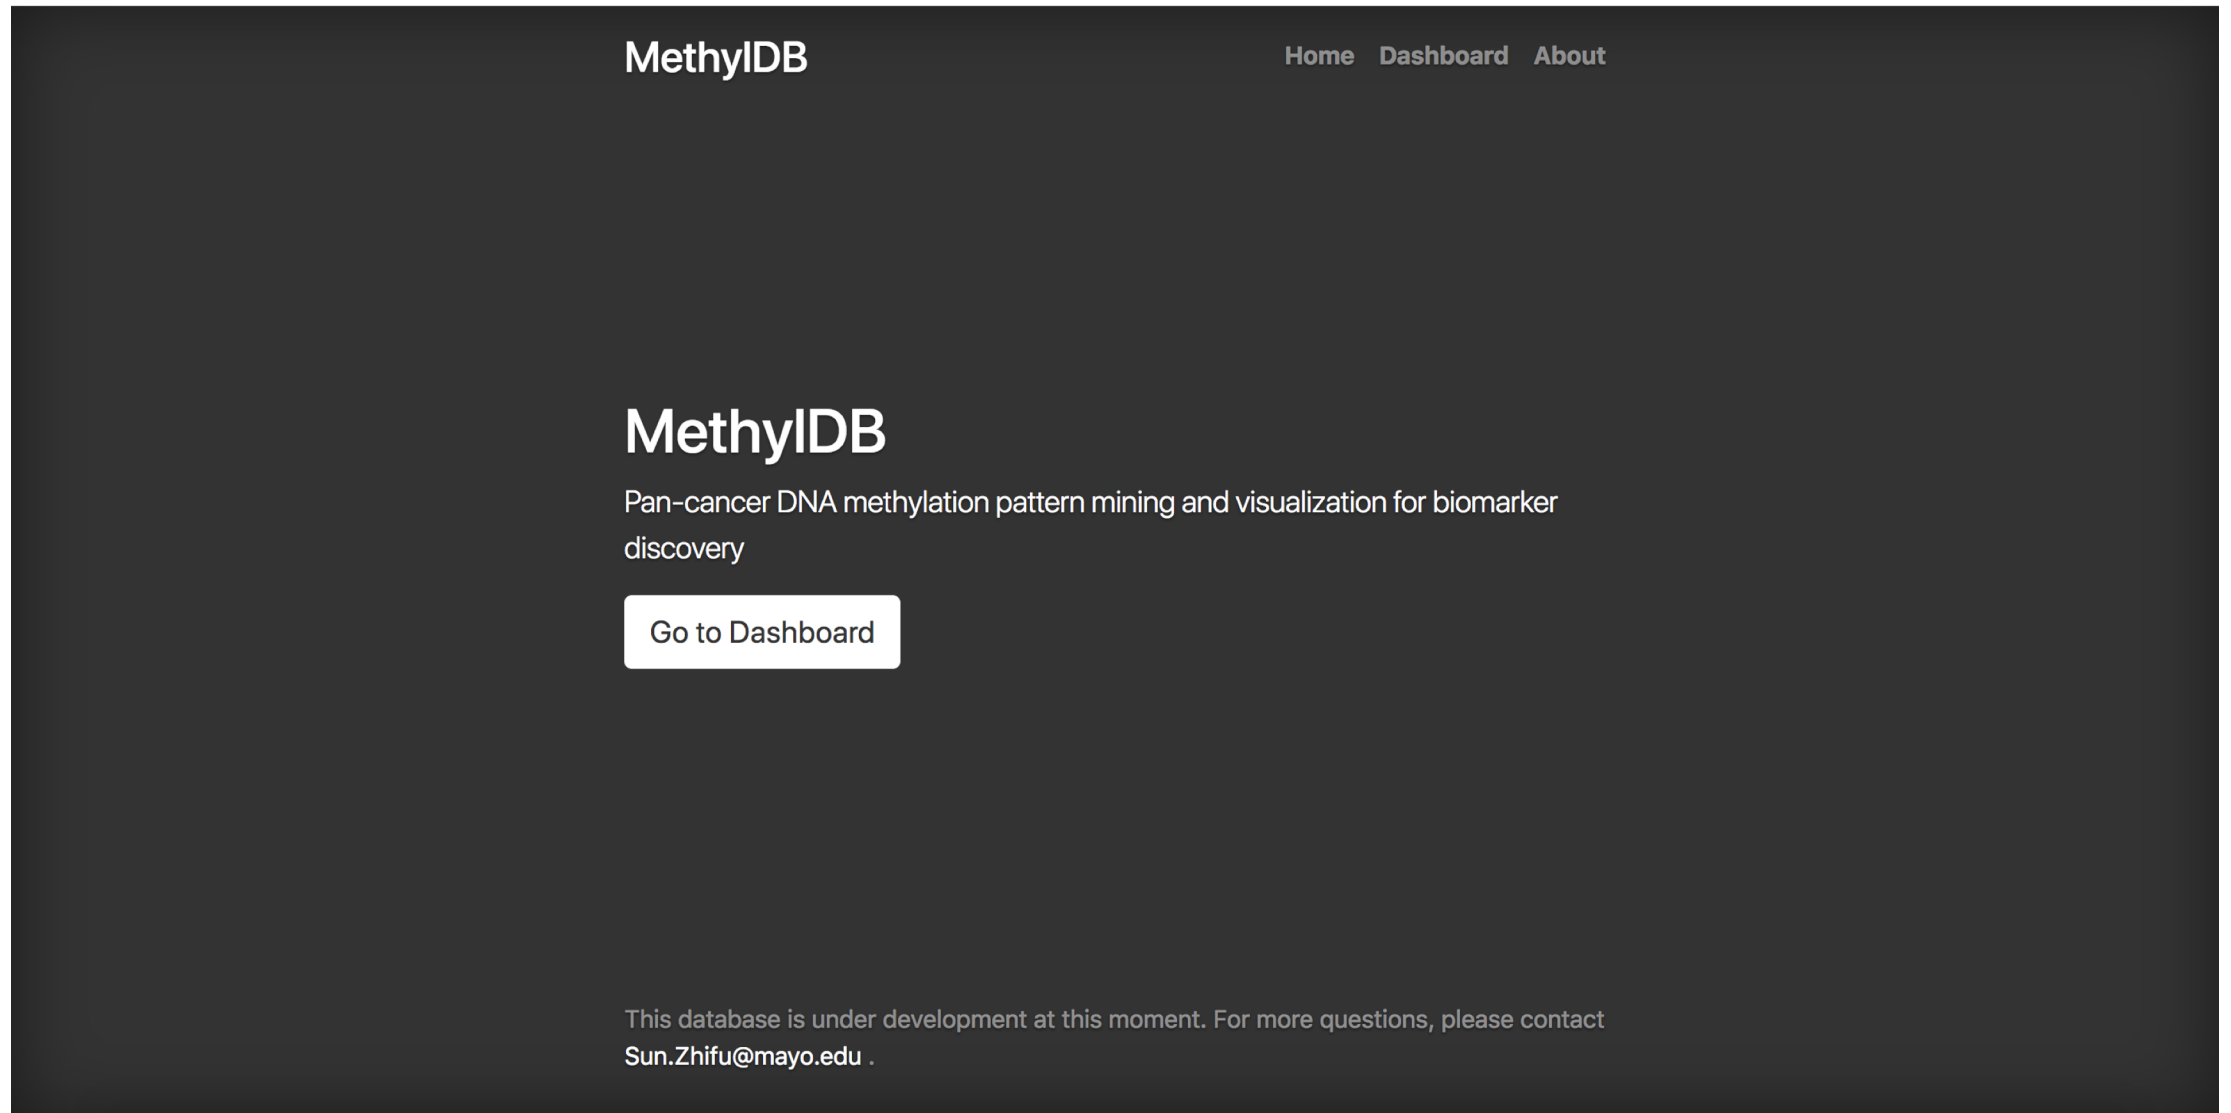 MethylDB
Home Dashboard About
MethylDB
Pan-cancer DNA methylation pattern mining and visualization for biomarker
discovery
Go to Dashboard
This database is under development at this moment. For more questions, please contact
Sun.Zhifu@mayo.edu .